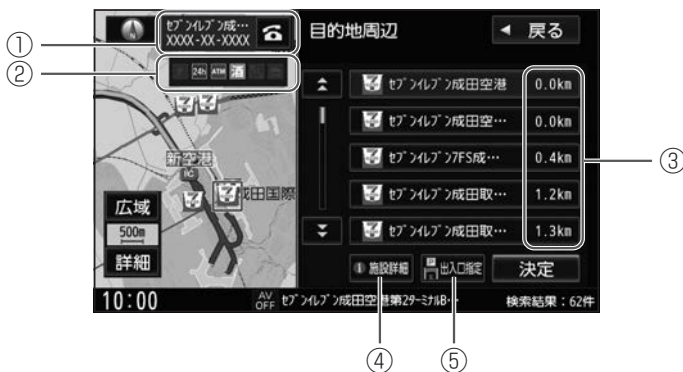 ①
セブンイレブン成…
XXXX-XX-XXXX
②
24h ATM 酒
目的地周辺
戻る
セブンイレブン成田空港 0.0km
セブンイレブン成田空… 0.0km
セブンイレブン7FS成… 0.4km
セブンイレブン成田取… 1.2km
セブンイレブン成田取… 1.3km
③
新空港
IC
成田国際
広域
500m
詳細
施設詳細
出入口指定
決定
10:00
AV OFF
セブンイレブン成田空港第2ターミナルB…
検索結果:62件
④
⑤